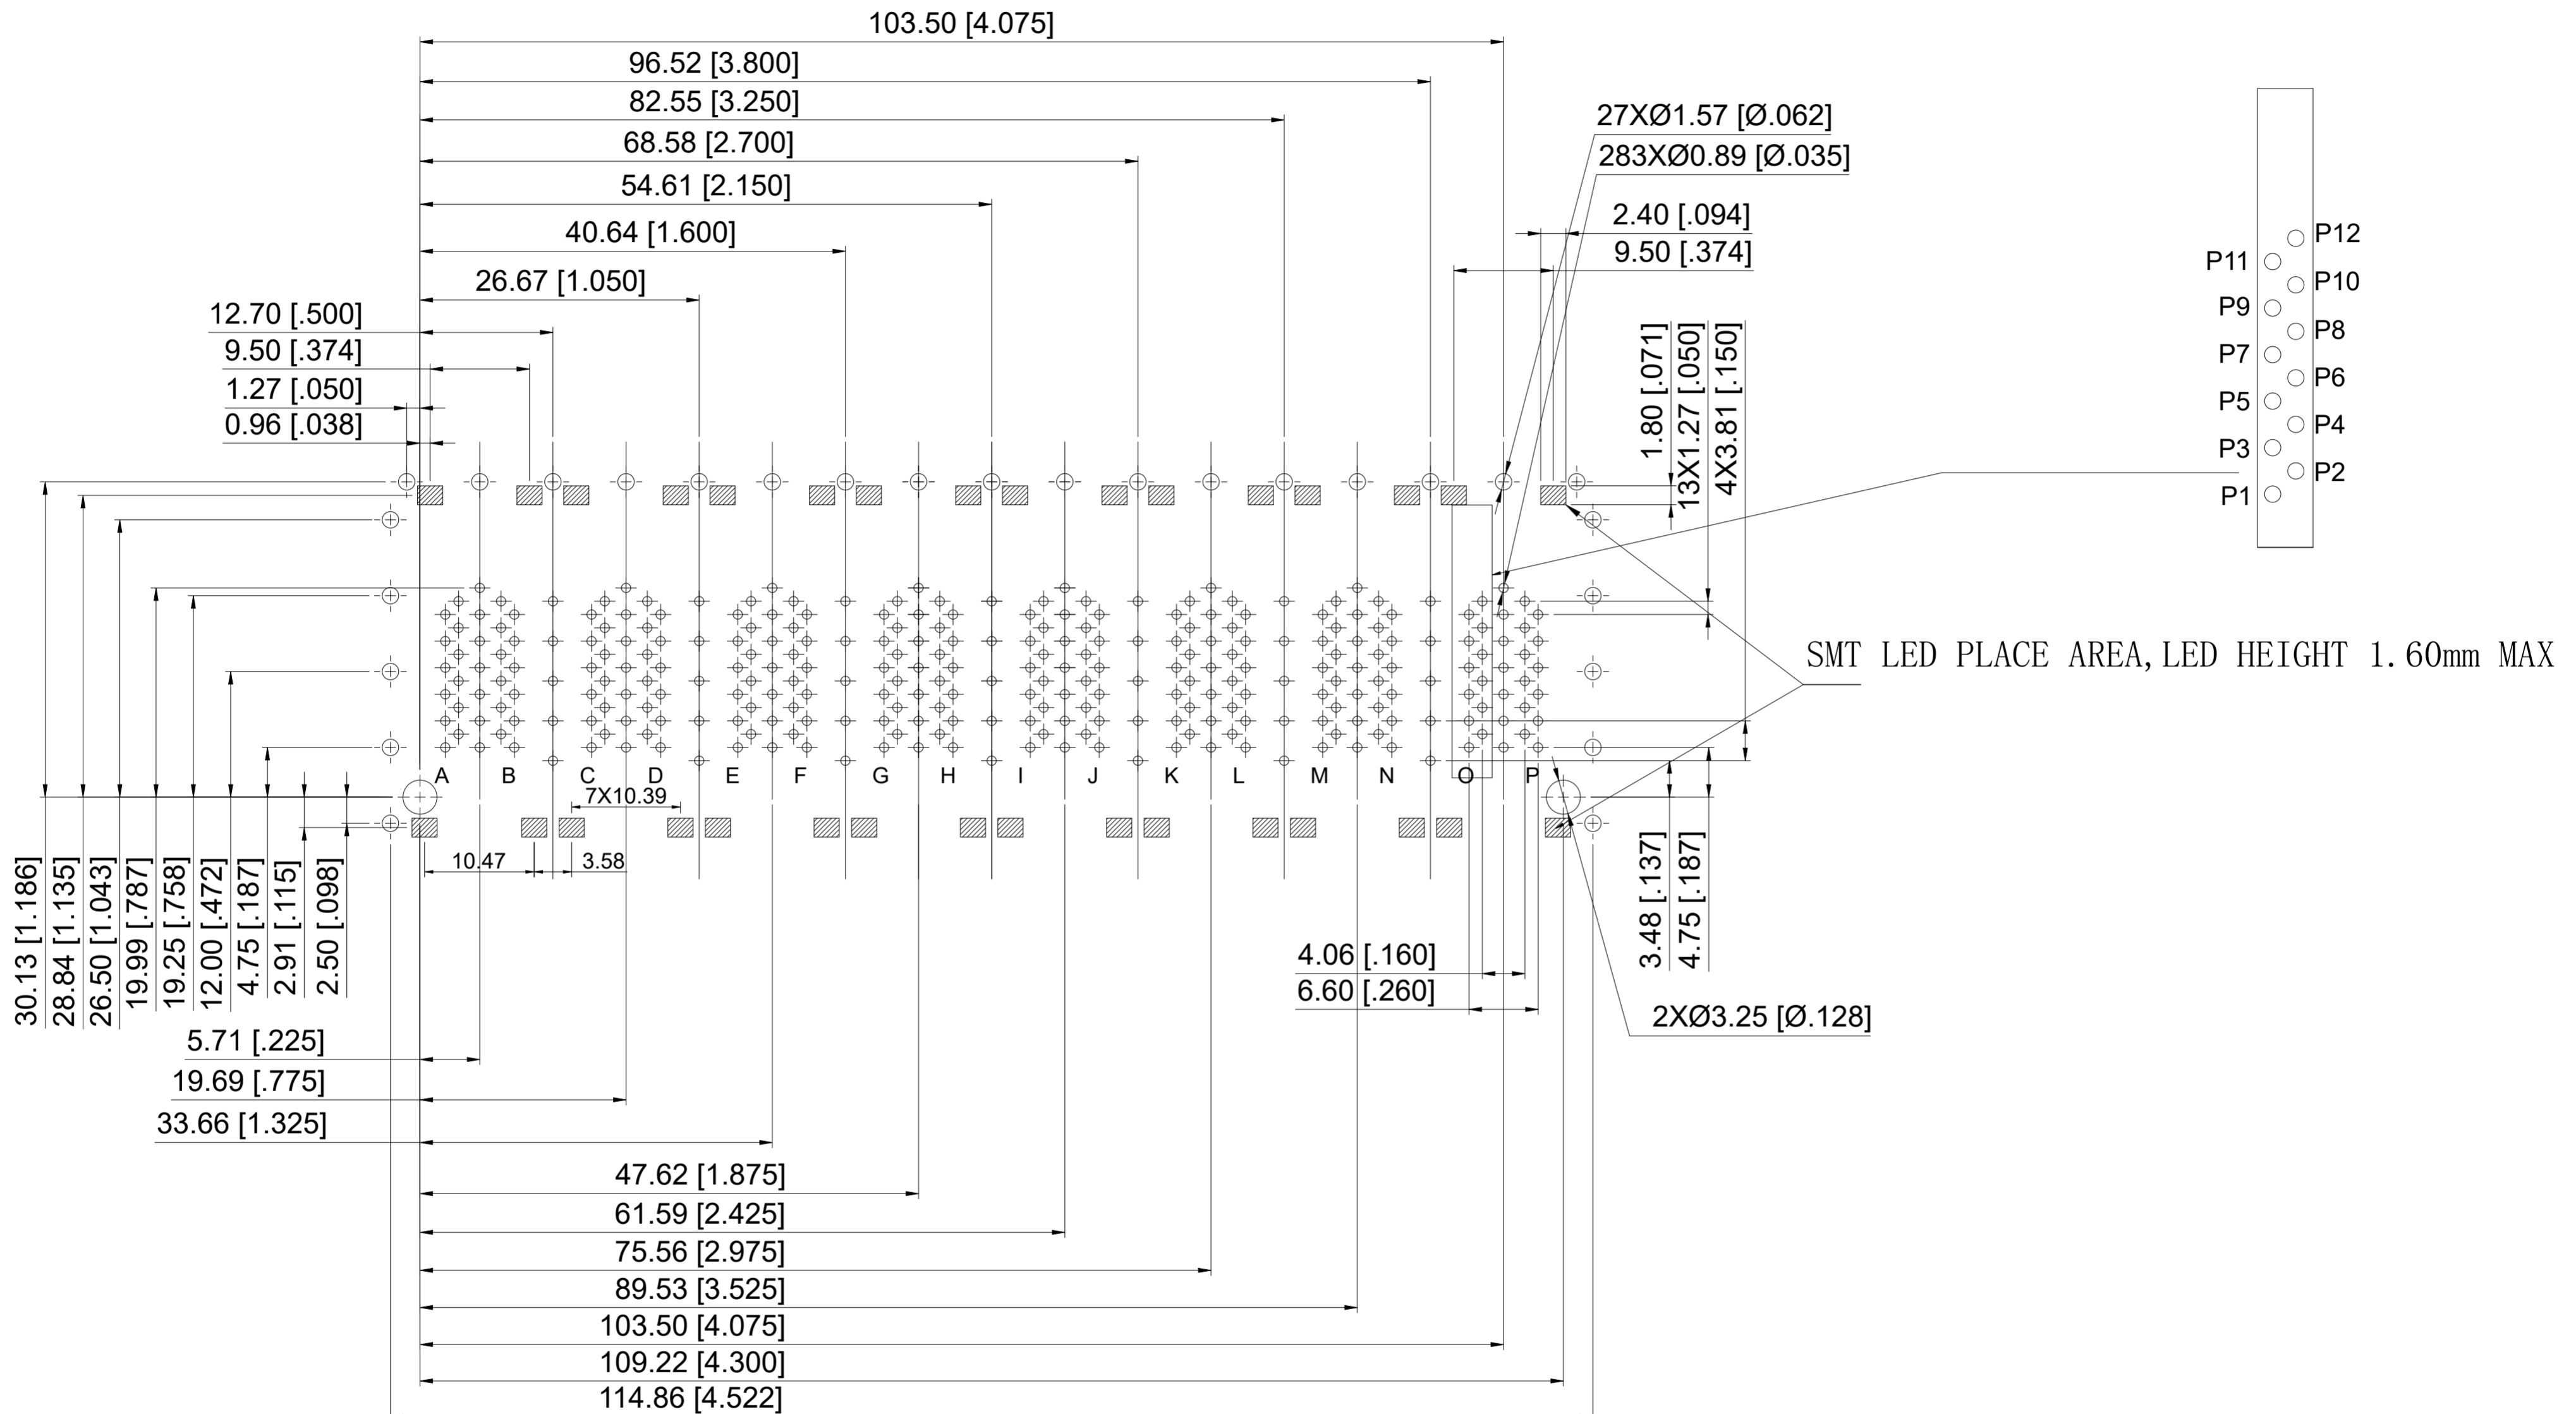 103.50 [4.075]
96.52 [3.800]
82.55 [3.250]
68.58 [2.700]
54.61 [2.150]
40.64 [1.600]
26.67 [1.050]
12.70 [.500]
9.50 [.374]
1.27 [.050]
0.96 [.038]
27XØ1.57 [Ø.062]
283XØ0.89 [Ø.035]
2.40 [.094]
9.50 [.374]
1.80 [.071]
13X1.27 [.050]
4X3.81 [.150]
P12
P11
P10
P9
P8
P7
P6
P5
P4
P3
P2
P1
SMT LED PLACE AREA,LED HEIGHT 1.60mm MAX
A B C D E F G H I J K L M N O P
7X10.39
10.47
3.58
30.13 [1.186]
28.84 [1.135]
26.50 [1.043]
19.99 [.787]
19.25 [.758]
12.00 [.472]
4.75 [.187]
2.91 [.115]
2.50 [.098]
3.48 [.137]
4.75 [.187]
4.06 [.160]
6.60 [.260]
2XØ3.25 [Ø.128]
5.71 [.225]
19.69 [.775]
33.66 [1.325]
47.62 [1.875]
61.59 [2.425]
75.56 [2.975]
89.53 [3.525]
103.50 [4.075]
109.22 [4.300]
114.86 [4.522]